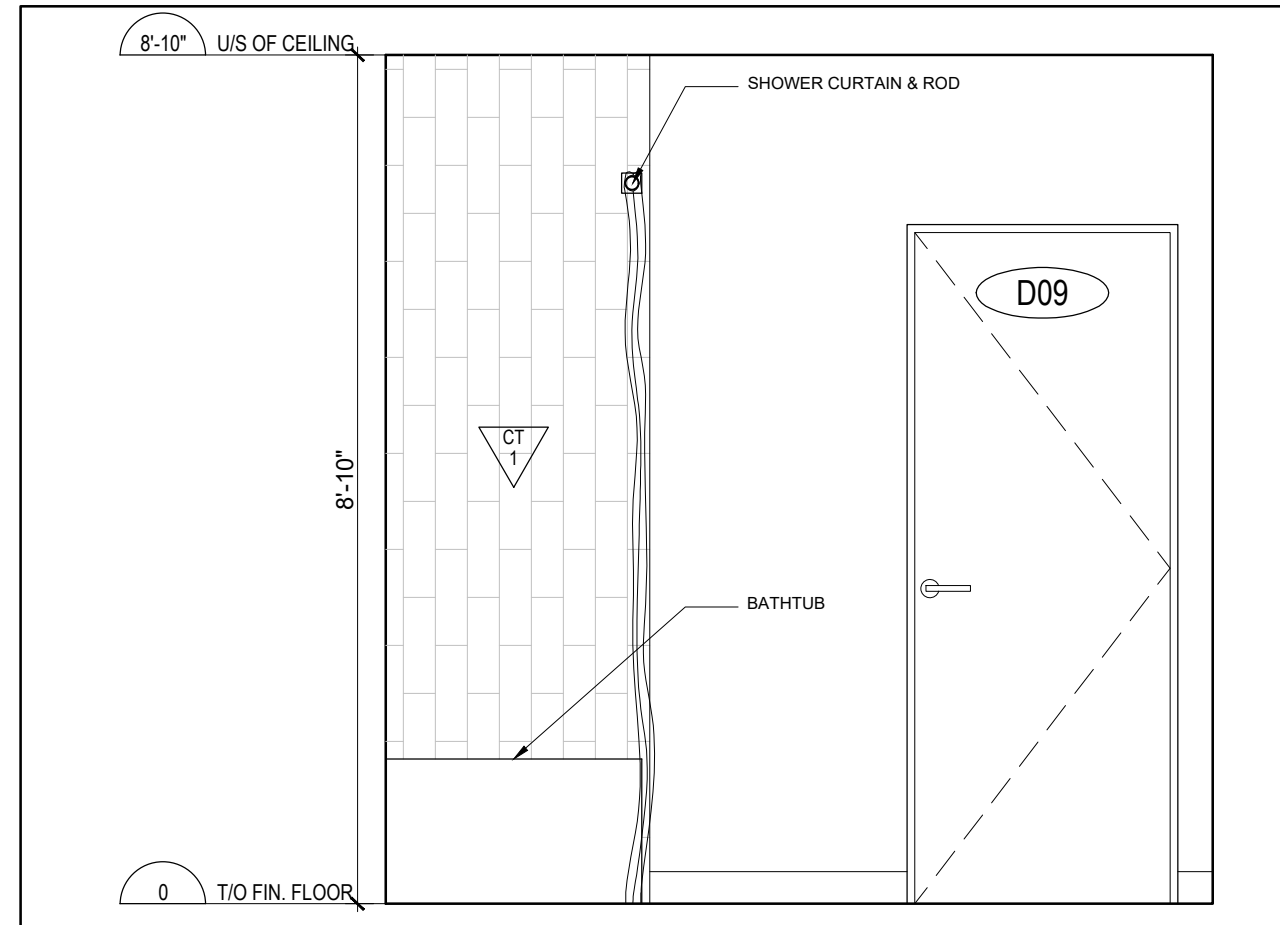 8'-10" U/S OF CEILING
SHOWER CURTAIN & ROD
D09
CT
1
8'-10"
BATHTUB
0 T/O FIN. FLOOR